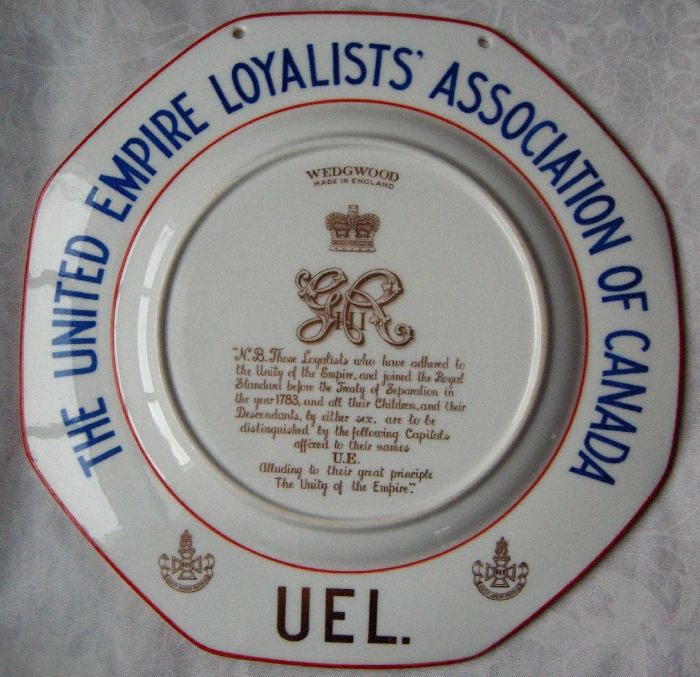 THE UNITED EMPIRE LOYALISTS' ASSOCIATION OF CANADA
WEDGWOOD
MADE IN ENGLAND
GR
III
"N.B. Those Loyalists who have adhered to
the Unity of the Empire, and joined the Royal
Standard before the Treaty of Separation in
the year 1783, and all their Children, and their
Descendants, by either sex, are to be
distinguished by the following Capitals
affixed to their names
U.E.
Alluding to their great principle
The Unity of the Empire".
UEL.